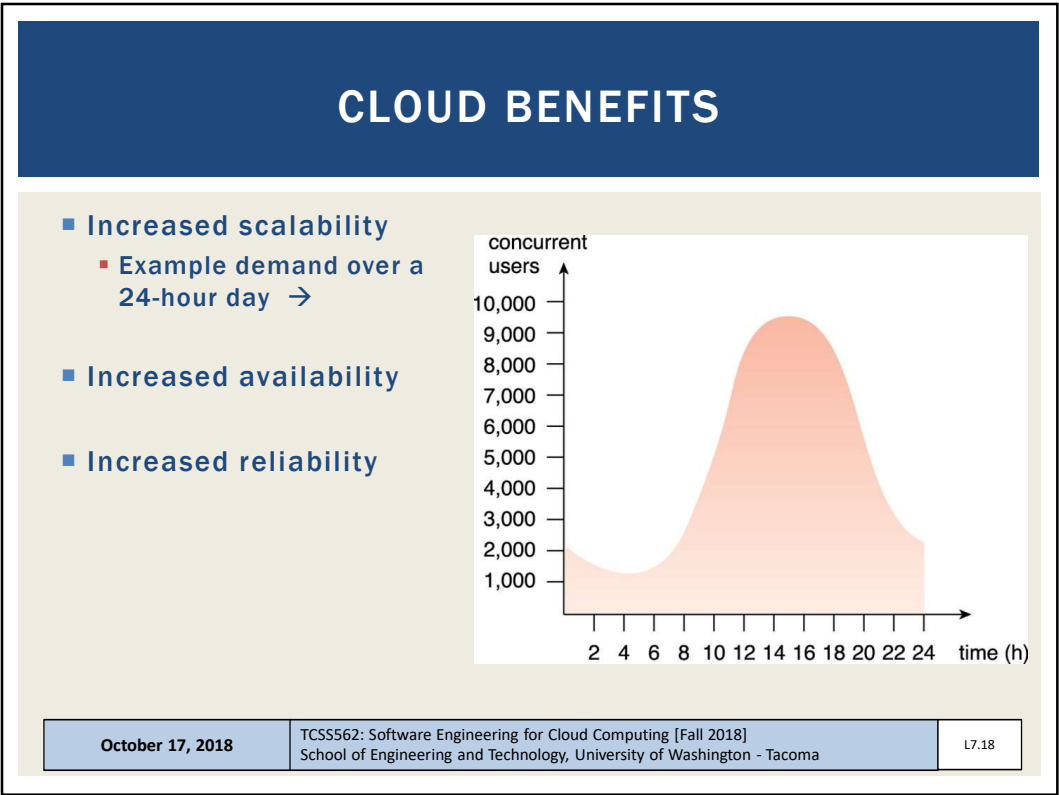 CLOUD BENEFITS
■ Increased scalability
▪ Example demand over a
24-hour day →
■ Increased availability
■ Increased reliability
concurrent
users
10,000
9,000
8,000
7,000
6,000
5,000
4,000
3,000
2,000
1,000
2 4 6 8 10 12 14 16 18 20 22 24 time (h)
October 17, 2018
TCSS562: Software Engineering for Cloud Computing [Fall 2018]
School of Engineering and Technology, University of Washington - Tacoma
L7.18